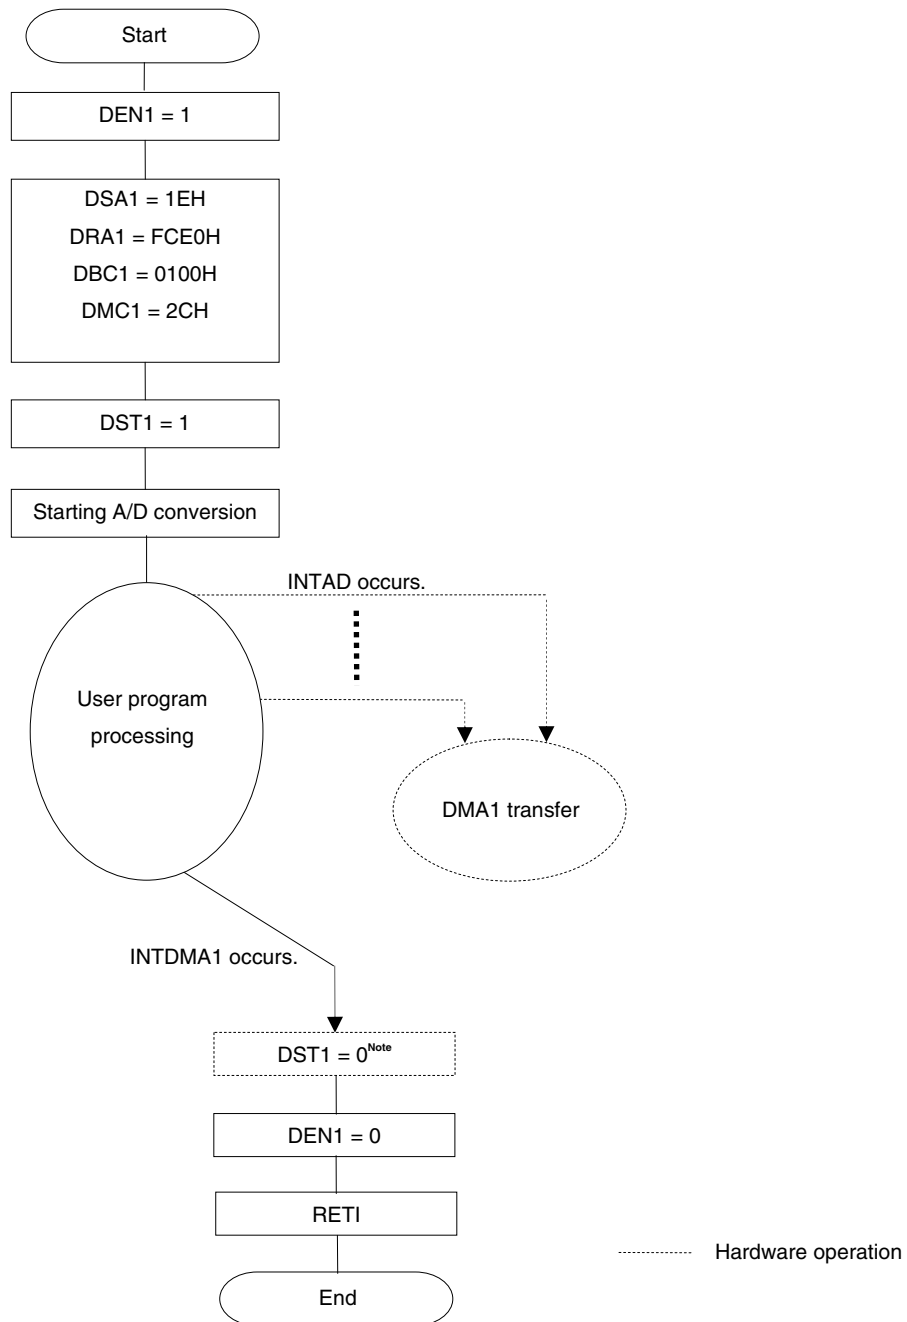 Start
DEN1 = 1
DSA1 = 1EH
DRA1 = FCE0H
DBC1 = 0100H
DMC1 = 2CH
DST1 = 1
Starting A/D conversion
INTAD occurs.
User program
processing
DMA1 transfer
INTDMA1 occurs.
DST1 = 0Note
DEN1 = 0
RETI
Hardware operation
End